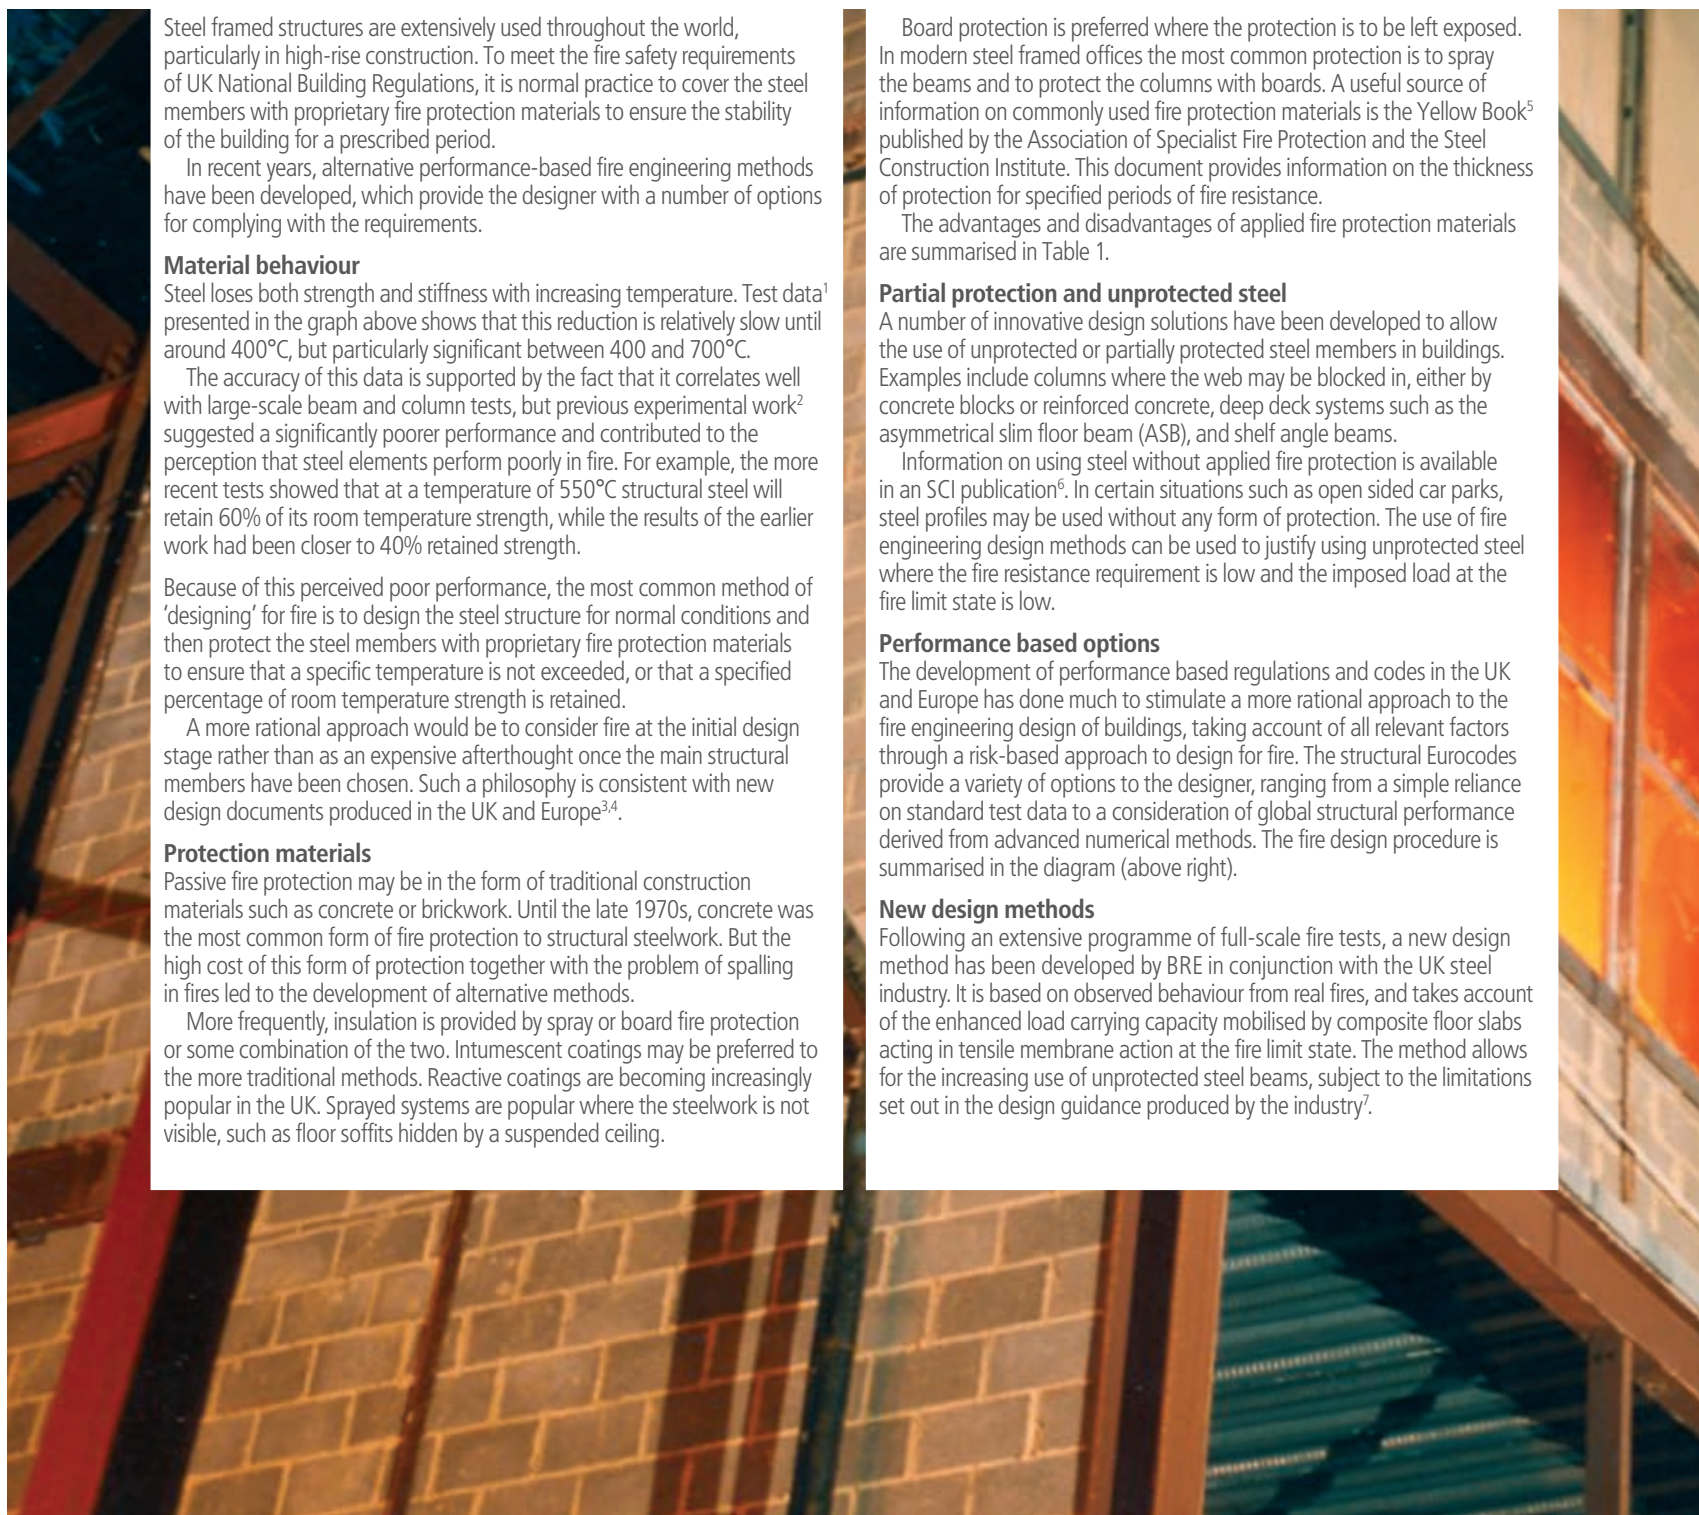 Steel framed structures are extensively used throughout the world,
particularly in high-rise construction. To meet the fire safety requirements
of UK National Building Regulations, it is normal practice to cover the steel
members with proprietary fire protection materials to ensure the stability
of the building for a prescribed period.
In recent years, alternative performance-based fire engineering methods
have been developed, which provide the designer with a number of options
for complying with the requirements.
Material behaviour
Steel loses both strength and stiffness with increasing temperature. Test data¹
presented in the graph above shows that this reduction is relatively slow until
around 400°C, but particularly significant between 400 and 700°C.
The accuracy of this data is supported by the fact that it correlates well
with large-scale beam and column tests, but previous experimental work²
suggested a significantly poorer performance and contributed to the
perception that steel elements perform poorly in fire. For example, the more
recent tests showed that at a temperature of 550°C structural steel will
retain 60% of its room temperature strength, while the results of the earlier
work had been closer to 40% retained strength.
Because of this perceived poor performance, the most common method of
‘designing’ for fire is to design the steel structure for normal conditions and
then protect the steel members with proprietary fire protection materials
to ensure that a specific temperature is not exceeded, or that a specified
percentage of room temperature strength is retained.
A more rational approach would be to consider fire at the initial design
stage rather than as an expensive afterthought once the main structural
members have been chosen. Such a philosophy is consistent with new
design documents produced in the UK and Europe³,⁴.
Protection materials
Passive fire protection may be in the form of traditional construction
materials such as concrete or brickwork. Until the late 1970s, concrete was
the most common form of fire protection to structural steelwork. But the
high cost of this form of protection together with the problem of spalling
in fires led to the development of alternative methods.
More frequently, insulation is provided by spray or board fire protection
or some combination of the two. Intumescent coatings may be preferred to
the more traditional methods. Reactive coatings are becoming increasingly
popular in the UK. Sprayed systems are popular where the steelwork is not
visible, such as floor soffits hidden by a suspended ceiling.
Board protection is preferred where the protection is to be left exposed.
In modern steel framed offices the most common protection is to spray
the beams and to protect the columns with boards. A useful source of
information on commonly used fire protection materials is the Yellow Book⁵
published by the Association of Specialist Fire Protection and the Steel
Construction Institute. This document provides information on the thickness
of protection for specified periods of fire resistance.
The advantages and disadvantages of applied fire protection materials
are summarised in Table 1.
Partial protection and unprotected steel
A number of innovative design solutions have been developed to allow
the use of unprotected or partially protected steel members in buildings.
Examples include columns where the web may be blocked in, either by
concrete blocks or reinforced concrete, deep deck systems such as the
asymmetrical slim floor beam (ASB), and shelf angle beams.
Information on using steel without applied fire protection is available
in an SCI publication⁶. In certain situations such as open sided car parks,
steel profiles may be used without any form of protection. The use of fire
engineering design methods can be used to justify using unprotected steel
where the fire resistance requirement is low and the imposed load at the
fire limit state is low.
Performance based options
The development of performance based regulations and codes in the UK
and Europe has done much to stimulate a more rational approach to the
fire engineering design of buildings, taking account of all relevant factors
through a risk-based approach to design for fire. The structural Eurocodes
provide a variety of options to the designer, ranging from a simple reliance
on standard test data to a consideration of global structural performance
derived from advanced numerical methods. The fire design procedure is
summarised in the diagram (above right).
New design methods
Following an extensive programme of full-scale fire tests, a new design
method has been developed by BRE in conjunction with the UK steel
industry. It is based on observed behaviour from real fires, and takes account
of the enhanced load carrying capacity mobilised by composite floor slabs
acting in tensile membrane action at the fire limit state. The method allows
for the increasing use of unprotected steel beams, subject to the limitations
set out in the design guidance produced by the industry⁷.